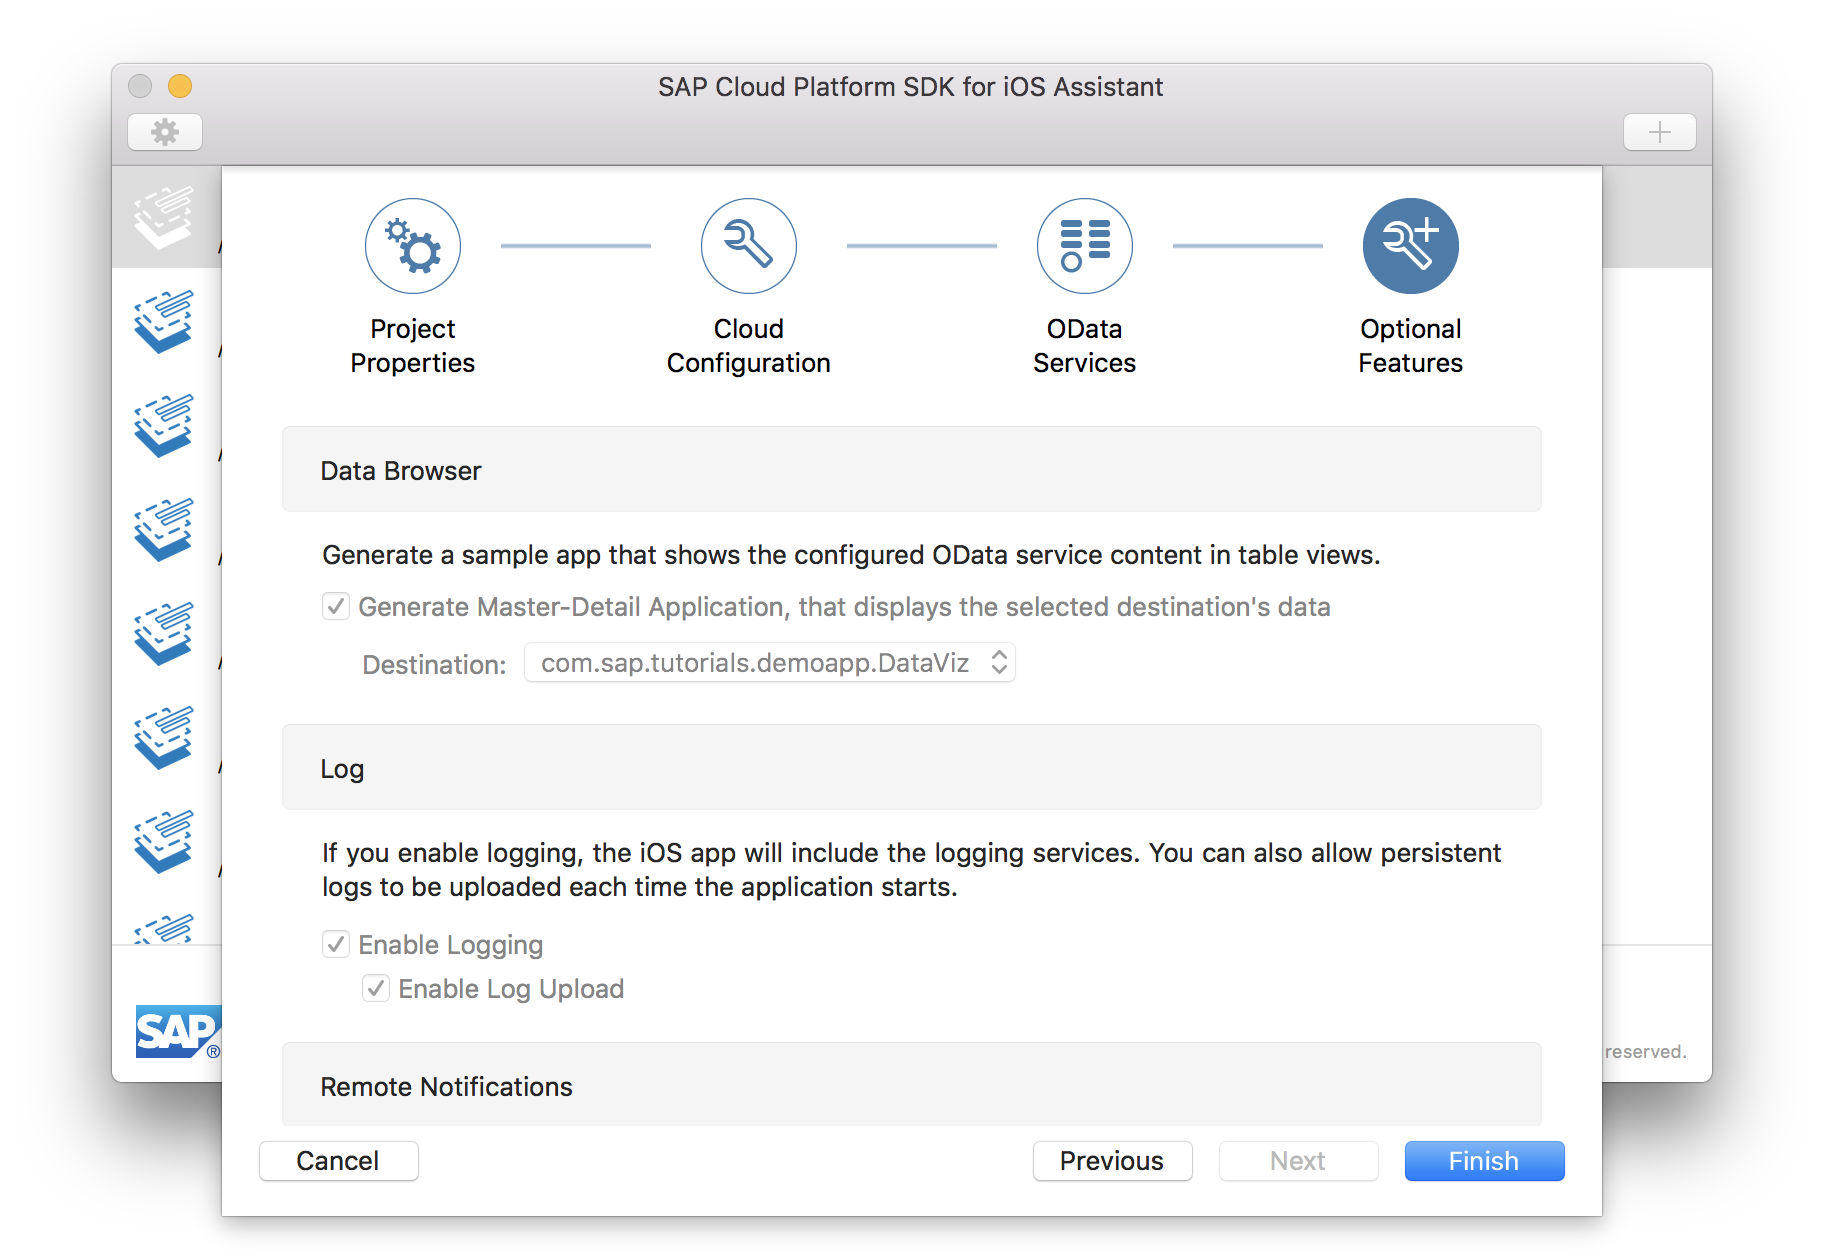 SAP Cloud Platform SDK for iOS Assistant
Project
Properties
Cloud
Configuration
OData
Services
Optional
Features
Data Browser
Generate a sample app that shows the configured OData service content in table views.
Generate Master-Detail Application, that displays the selected destination's data
Destination: com.sap.tutorials.demoapp.DataViz
Log
If you enable logging, the iOS app will include the logging services. You can also allow persistent
logs to be uploaded each time the application starts.
Enable Logging
Enable Log Upload
SAP®
reserved.
Remote Notifications
Cancel
Previous
Next
Finish